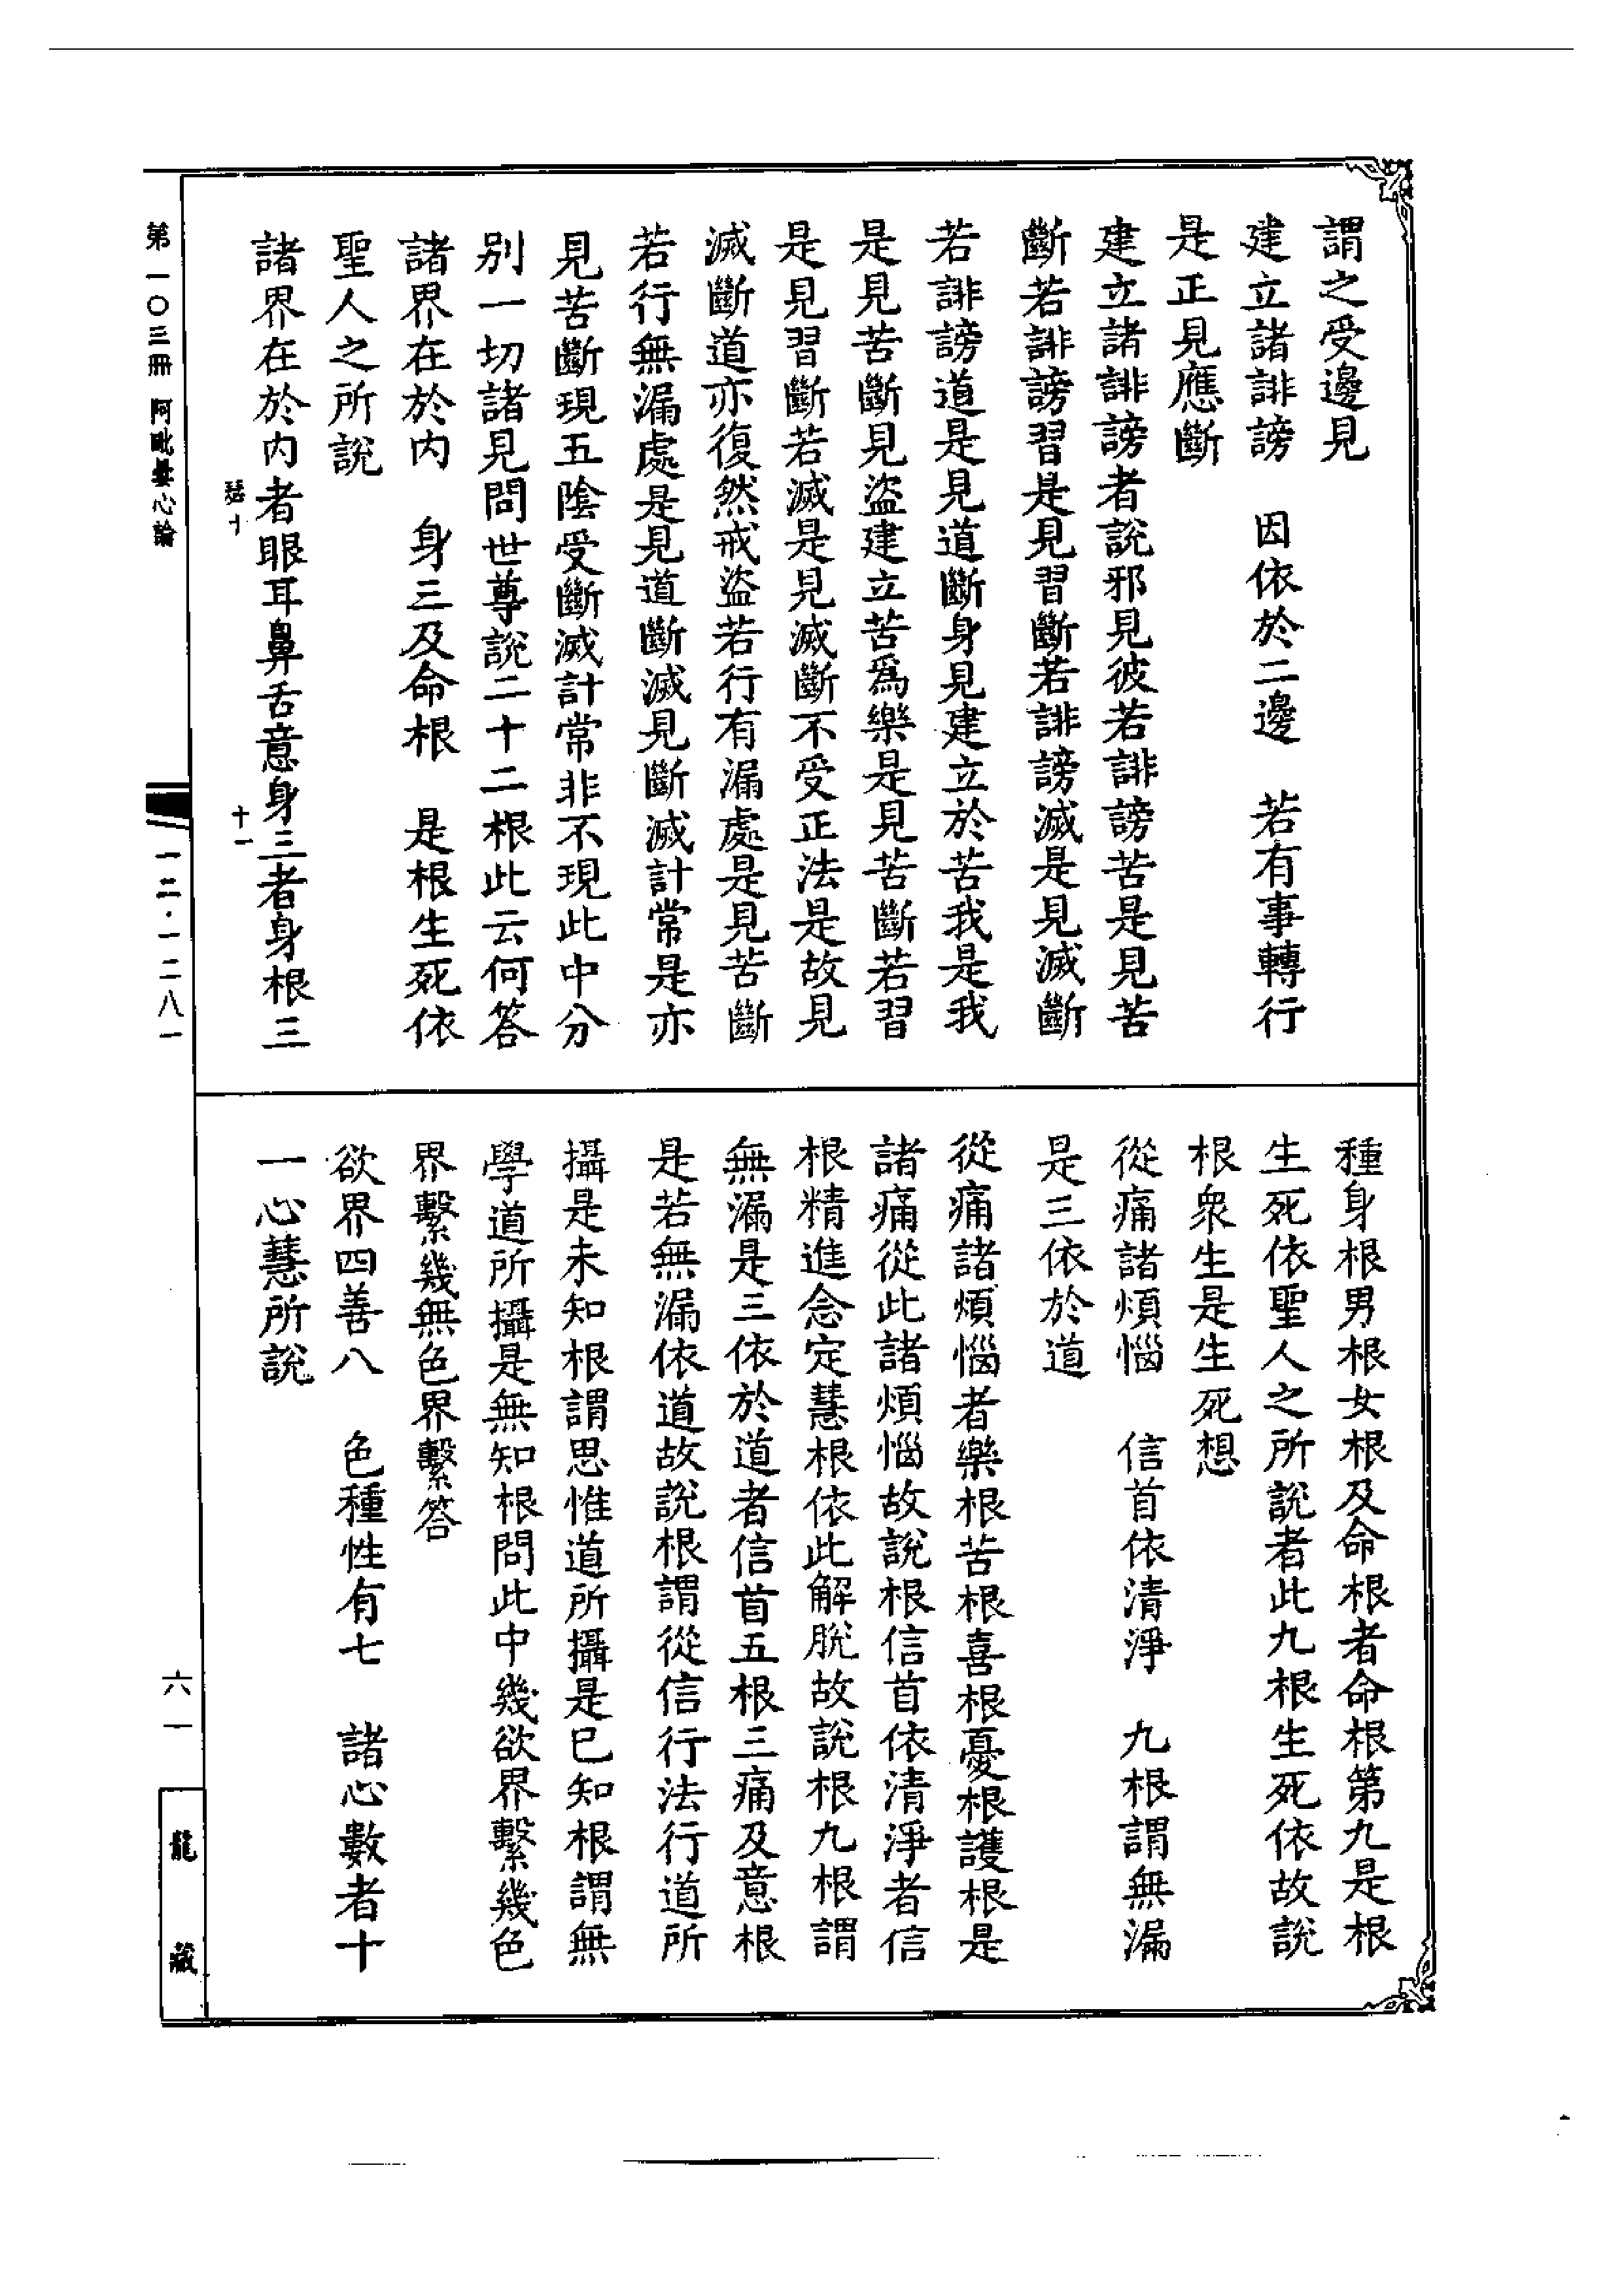 謂之受邊見
建立諸誹謗　因依於二邊　若有事轉行
是正見應斷
建立諸誹謗者說邪見彼若誹謗苦是見苦
斷若誹謗習是見習斷若誹謗滅是見滅斷
若誹謗道是見道斷身見建立於苦我是我
是見苦斷見盜建立苦爲樂是見苦斷若習
是見習斷若滅是見滅斷不受正法是故見
滅斷道亦復然戒盜若行有漏處是見苦斷
若行無漏處是見道斷滅見斷滅計常是亦
見苦斷現五陰受斷滅計常非不現此中分
別一切諸見問世尊說二十二根此云何答
諸界在於內　身三及命根　是根生死依
聖人之所說
諸界在於內者眼耳鼻舌意身三者身根三
種身根男根女根及命根者命根第九是根
生死依聖人之所說者此九根生死依故說
根衆生是生死想
從痛諸煩惱　信首依清淨　九根謂無漏
是三依於道
從痛諸煩惱者樂根苦根喜根憂根護根是
諸痛從此諸煩惱故說根信首依清淨者信
根精進念定慧根依此解脫故說根九根謂
無漏是三依於道者信首五根三痛及意根
是若無漏依道故說根謂從信行法行道所
攝是未知根謂思惟道所攝是已知根謂無
學道所攝是無知根問此中幾欲界繫幾色
界繫幾無色界繫答
欲界四善八　色種性有七　諸心數者十
一心慧所說
瑟十
十一
第一〇三冊　阿毗曇心論
一二·一二八一
六一
龍藏